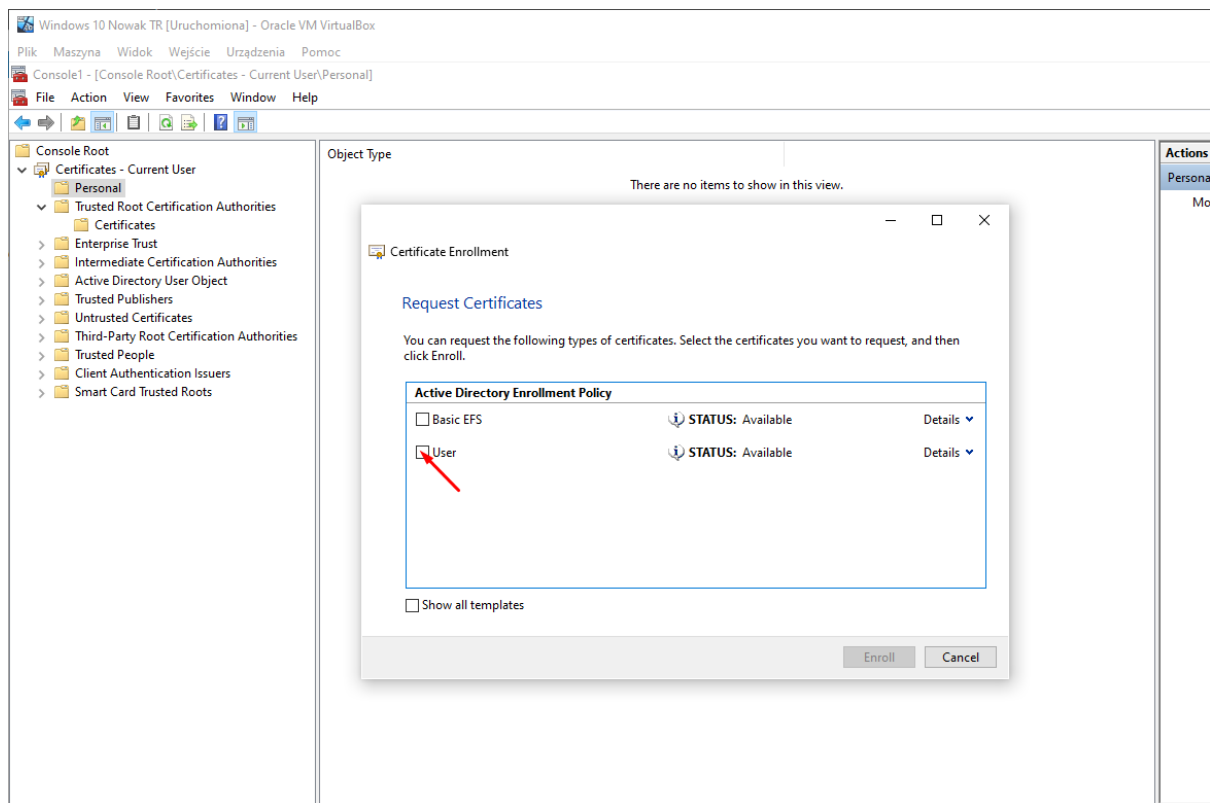 Windows 10 Nowak TR [Uruchomiona] - Oracle VM VirtualBox
Plik Maszyna Widok Wejście Urządzenia Pomoc
Console1 - [Console Root\Certificates - Current User\Personal]
File Action View Favorites Window Help
Console Root
Certificates - Current User
Personal
Trusted Root Certification Authorities
Certificates
Enterprise Trust
Intermediate Certification Authorities
Active Directory User Object
Trusted Publishers
Untrusted Certificates
Third-Party Root Certification Authorities
Trusted People
Client Authentication Issuers
Smart Card Trusted Roots
Object Type
There are no items to show in this view.
Certificate Enrollment
Request Certificates
You can request the following types of certificates. Select the certificates you want to request, and then
click Enroll.
Active Directory Enrollment Policy
Basic EFS STATUS: Available Details
User STATUS: Available Details
Show all templates
Enroll Cancel
Actions
Persona
Mo